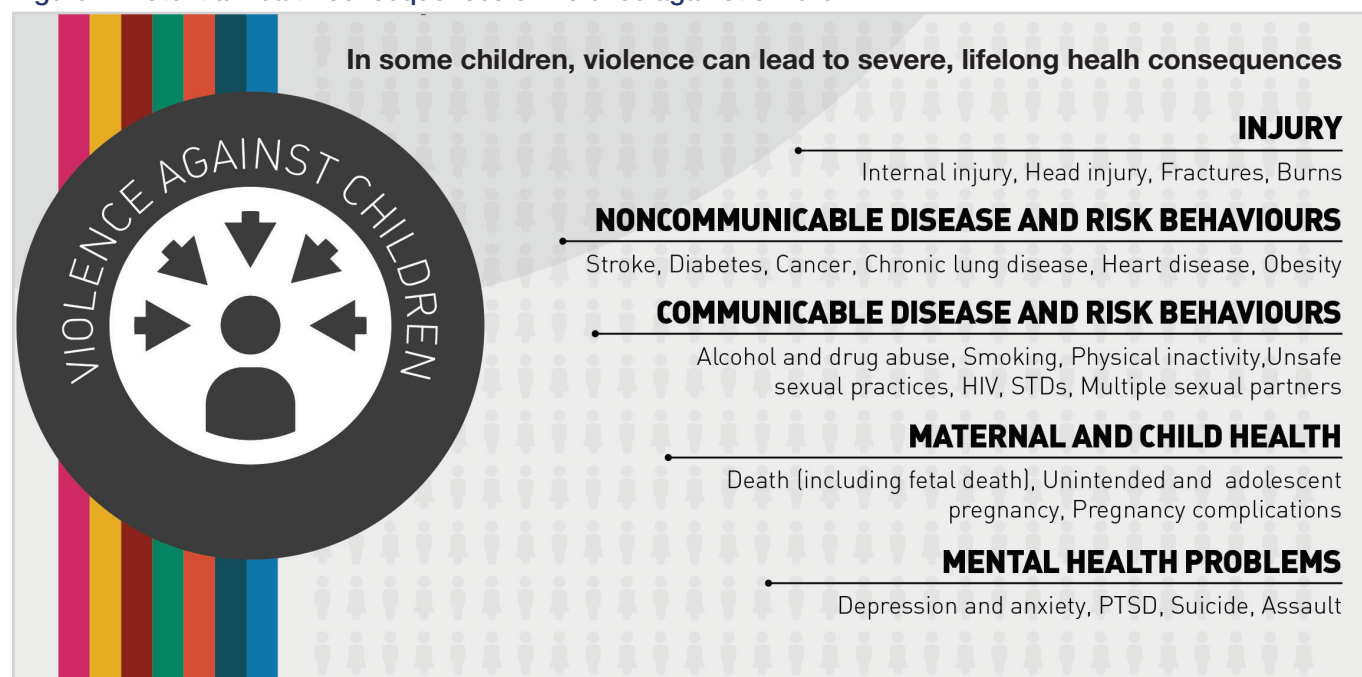 VIOLENCE AGAINST CHILDREN
In some children, violence can lead to severe, lifelong healh consequences
INJURY
Internal injury, Head injury, Fractures, Burns
NONCOMMUNICABLE DISEASE AND RISK BEHAVIOURS
Stroke, Diabetes, Cancer, Chronic lung disease, Heart disease, Obesity
COMMUNICABLE DISEASE AND RISK BEHAVIOURS
Alcohol and drug abuse, Smoking, Physical inactivity,Unsafe
sexual practices, HIV, STDs, Multiple sexual partners
MATERNAL AND CHILD HEALTH
Death (including fetal death), Unintended and adolescent
pregnancy, Pregnancy complications
MENTAL HEALTH PROBLEMS
Depression and anxiety, PTSD, Suicide, Assault